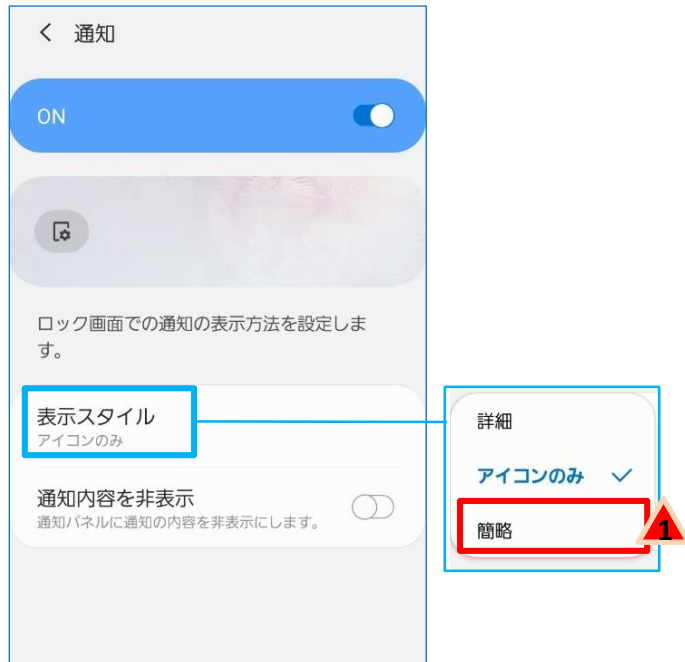 通知
ON
ロック画面での通知の表示方法を設定しま
す。
表示スタイル
アイコンのみ
通知内容を非表示
通知パネルに通知の内容を非表示にします。
詳細
アイコンのみ
簡略
1